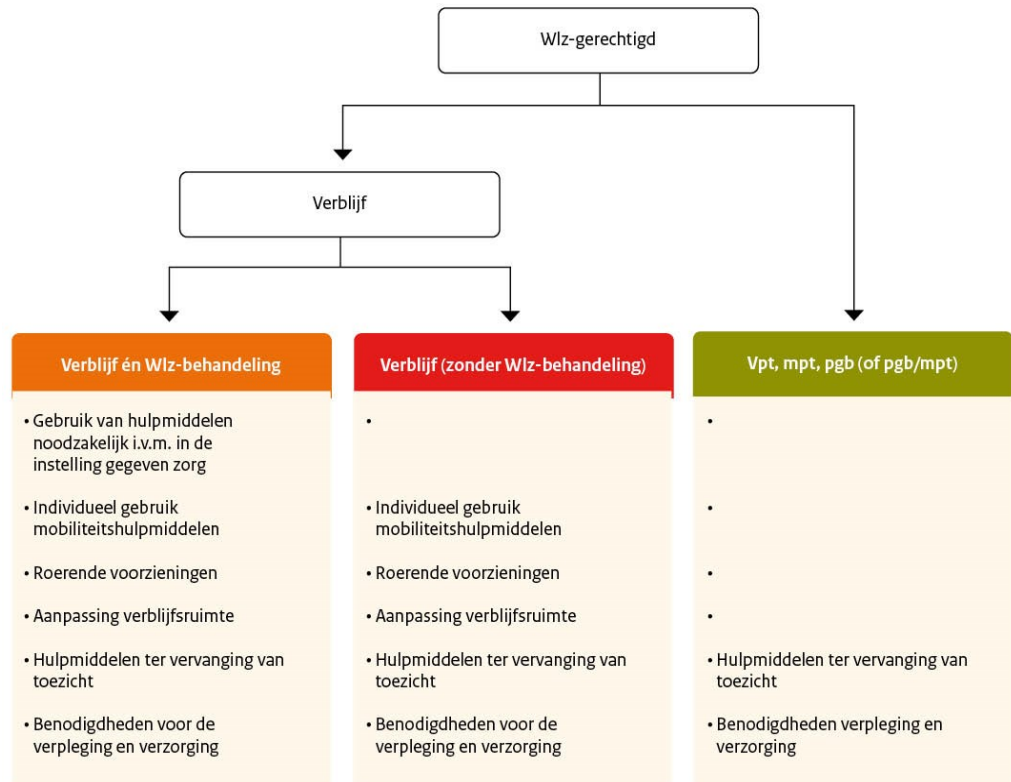 Wlz-gerechtigd
Verblijf
Verblijf én Wlz-behandeling
• Gebruik van hulpmiddelen
noodzakelijk i.v.m. in de
instelling gegeven zorg
• Individueel gebruik
mobiliteitshulpmiddelen
• Roerende voorzieningen
• Aanpassing verblijfsruimte
• Hulpmiddelen ter vervanging van
toezicht
• Benodigdheden voor de
verpleging en verzorging
Verblijf (zonder Wlz-behandeling)
•
• Individueel gebruik
mobiliteitshulpmiddelen
• Roerende voorzieningen
• Aanpassing verblijfsruimte
• Hulpmiddelen ter vervanging van
toezicht
• Benodigdheden voor de
verpleging en verzorging
Vpt, mpt, pgb (of pgb/mpt)
•
•
•
•
• Hulpmiddelen ter vervanging van
toezicht
• Benodigdheden verpleging en
verzorging